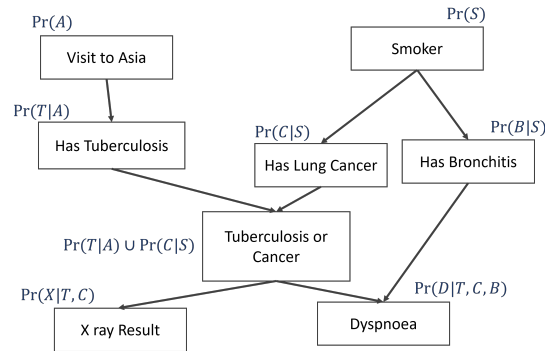 Pr(A)
Visit to Asia
Pr(S)
Smoker
Pr(T|A)
Has Tuberculosis
Pr(C|S)
Has Lung Cancer
Pr(B|S)
Has Bronchitis
Pr(T|A) ∪ Pr(C|S)
Tuberculosis or
Cancer
Pr(X|T, C)
X ray Result
Pr(D|T, C, B)
Dyspnoea